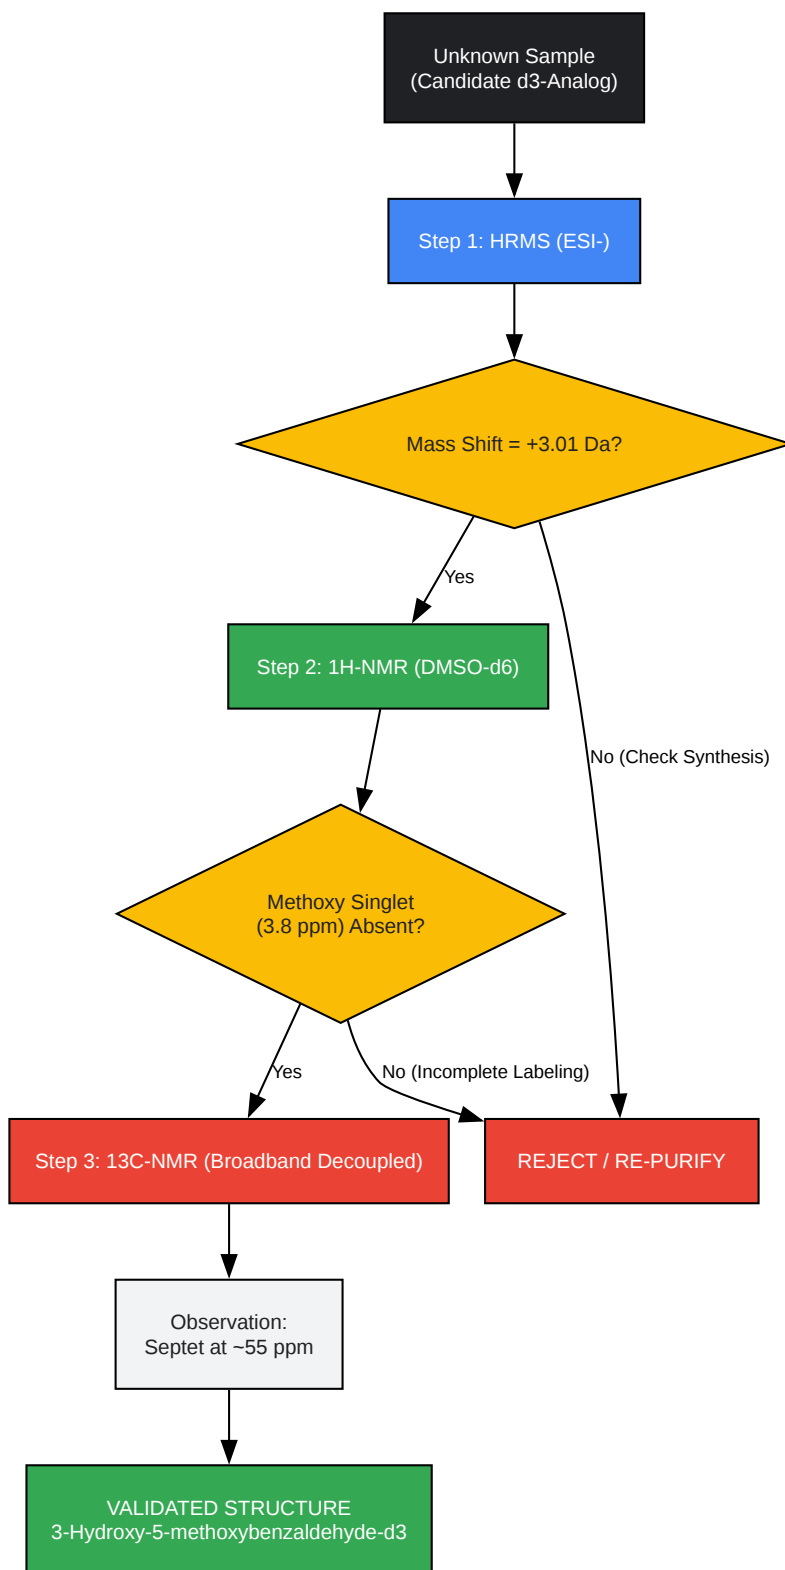 Unknown Sample
(Candidate d3-Analog)
Step 1: HRMS (ESI-)
Mass Shift = +3.01 Da?
Yes
Step 2: 1H-NMR (DMSO-d6)
No (Check Synthesis)
Methoxy Singlet
(3.8 ppm) Absent?
Yes
No (Incomplete Labeling)
Step 3: 13C-NMR (Broadband Decoupled)
REJECT / RE-PURIFY
Observation:
Septet at ~55 ppm
VALIDATED STRUCTURE
3-Hydroxy-5-methoxybenzaldehyde-d3